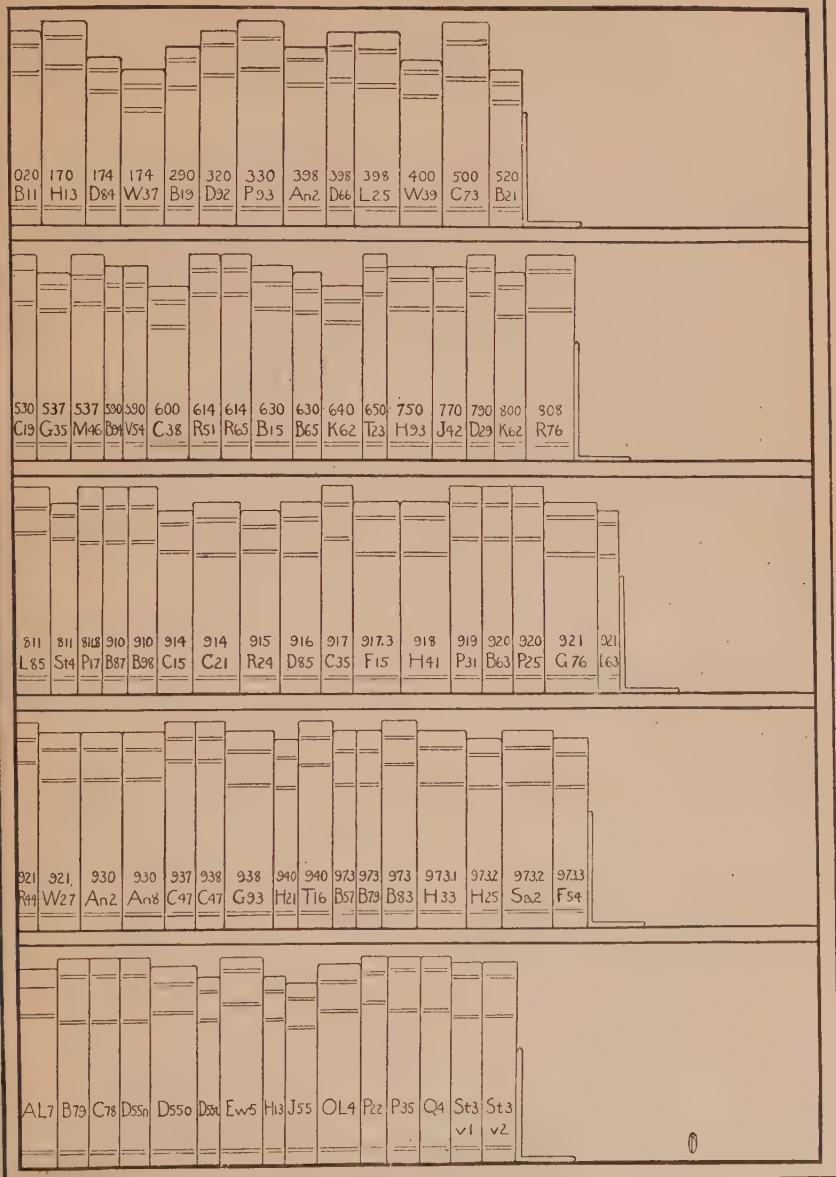 020 170 174 174 290 320 330 398 398 398 400 500 520
B11 H13 D84 W37 B19 D92 P93 An2 D66 L25 W39 C73 B21
530 537 537 590 590 600 614 614 630 630 640 650 750 770 790 800 808
C19 G35 M46 B94 V54 C38 R51 R65 B15 B65 K62 T23 H93 J42 D29 K62 R76
811 811 811.8 910 910 914 914 915 916 917 917.3 918 919 920 920 921 921
L85 St4 P17 B87 B98 C15 C21 R24 D85 C35 F15 H41 P31 B63 P25 G76 L63
921 921 930 930 937 938 938 940 940 973 973 973 973.1 973.2 973.2 973.3
R44 W27 An2 An8 C47 C47 G93 H21 T16 B57 B79 B83 H33 H25 Sa2 F54
AL7 B79 C78 D55n D55o Ew5 H13 J55 OL4 P22 P35 Q4 St3 St3
v1 v2